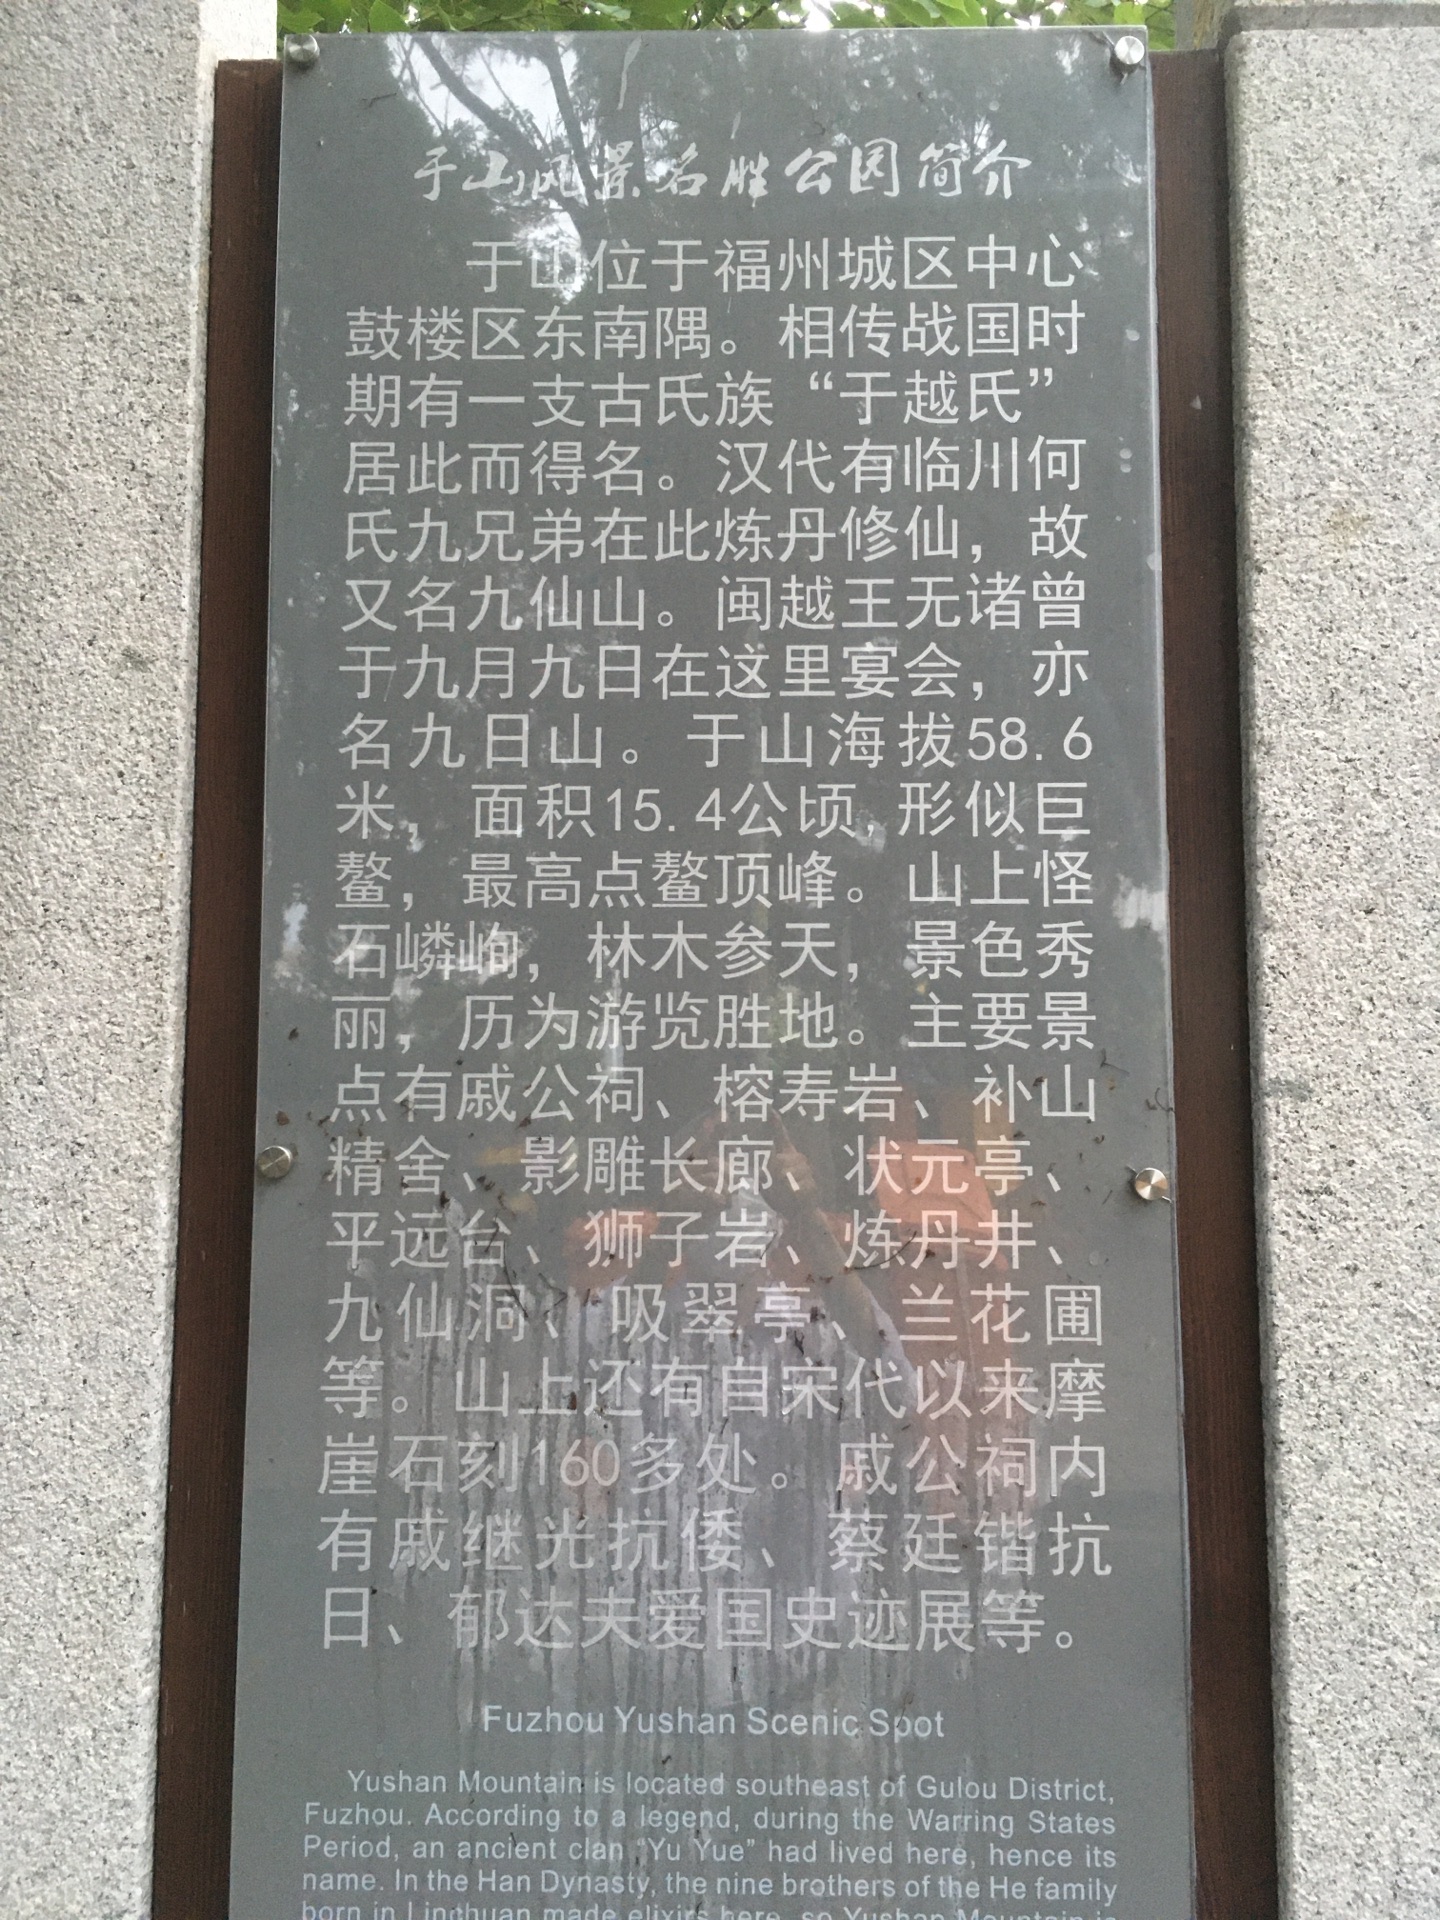 于山风景名胜公园简介
于山位于福州城区中心
鼓楼区东南隅。相传战国时
期有一支古氏族“于越氏”
居此而得名。汉代有临川何
氏九兄弟在此炼丹修仙，故
又名九仙山。闽越王无诸曾
于九月九日在这里宴会，亦
名九日山。于山海拔58.6
米，面积15.4公顷，形似巨
鳌，最高点鳌顶峰。山上怪
石嶙峋，林木参天，景色秀
丽，历为游览胜地。主要景
点有戚公祠、榕寿岩、补山
精舍、影雕长廊、状元亭、
平远台、狮子岩、炼丹井、
九仙洞、吸翠亭、兰花圃
等。山上还有自宋代以来摩
崖石刻160多处。戚公祠内
有戚继光抗倭、蔡廷锴抗
日、郁达夫爱国史迹展等。
Fuzhou Yushan Scenic Spot
Yushan Mountain is located southeast of Gulou District,
Fuzhou. According to a legend, during the Warring States
Period, an ancient clan “Yu Yue” had lived here, hence its
name. In the Han Dynasty, the nine brothers of the He family
born in Linchuan made elixirs here, so Yushan Mountain is